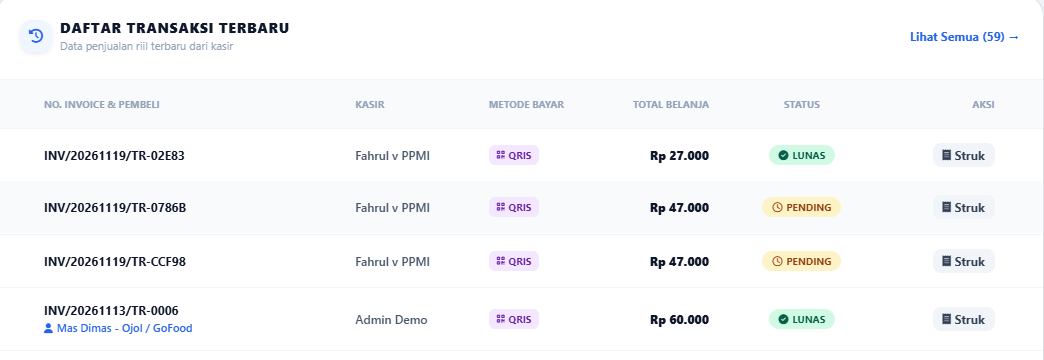 DAFTAR TRANSAKSI TERBARU
Data penjualan riil terbaru dari kasir
Lihat Semua (59) →
NO. INVOICE & PEMBELI KASIR METODE BAYAR TOTAL BELANJA STATUS AKSI
INV/20261119/TR-02E83 Fahrul v PPMI QRIS Rp 27.000 LUNAS Struk
INV/20261119/TR-0786B Fahrul v PPMI QRIS Rp 47.000 PENDING Struk
INV/20261119/TR-CCF98 Fahrul v PPMI QRIS Rp 47.000 PENDING Struk
INV/20261113/TR-0006 Admin Demo QRIS Rp 60.000 LUNAS Struk
Mas Dimas - Ojol / GoFood